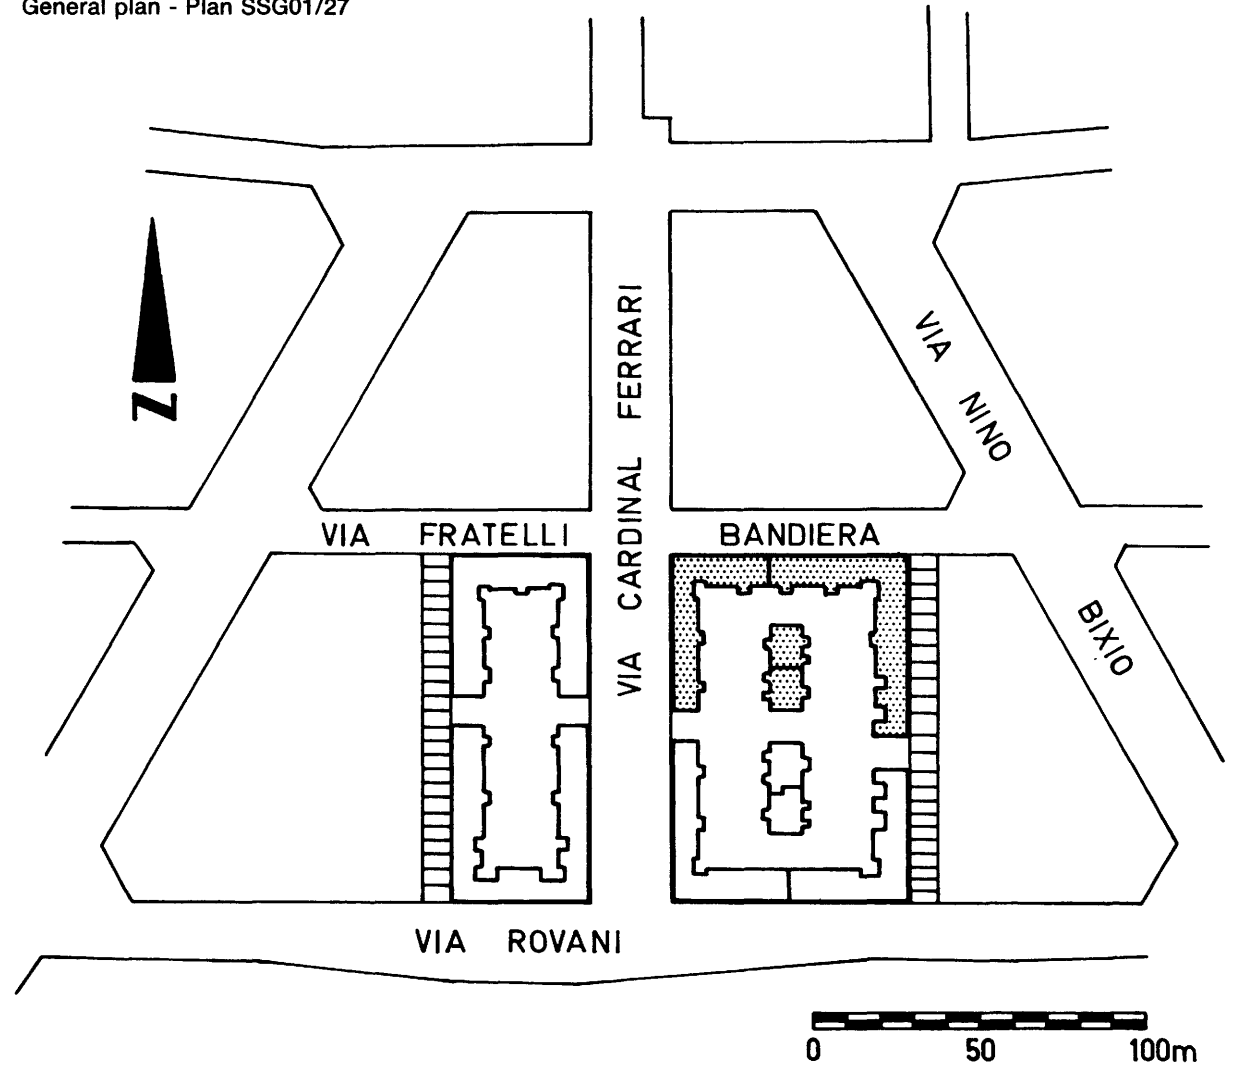 General plan - Plan SSG01/27
VIA CARDINAL FERRARI
VIA NINO BIXIO
N
VIA FRATELLI BANDIERA
VIA ROVANI
0 50 100m